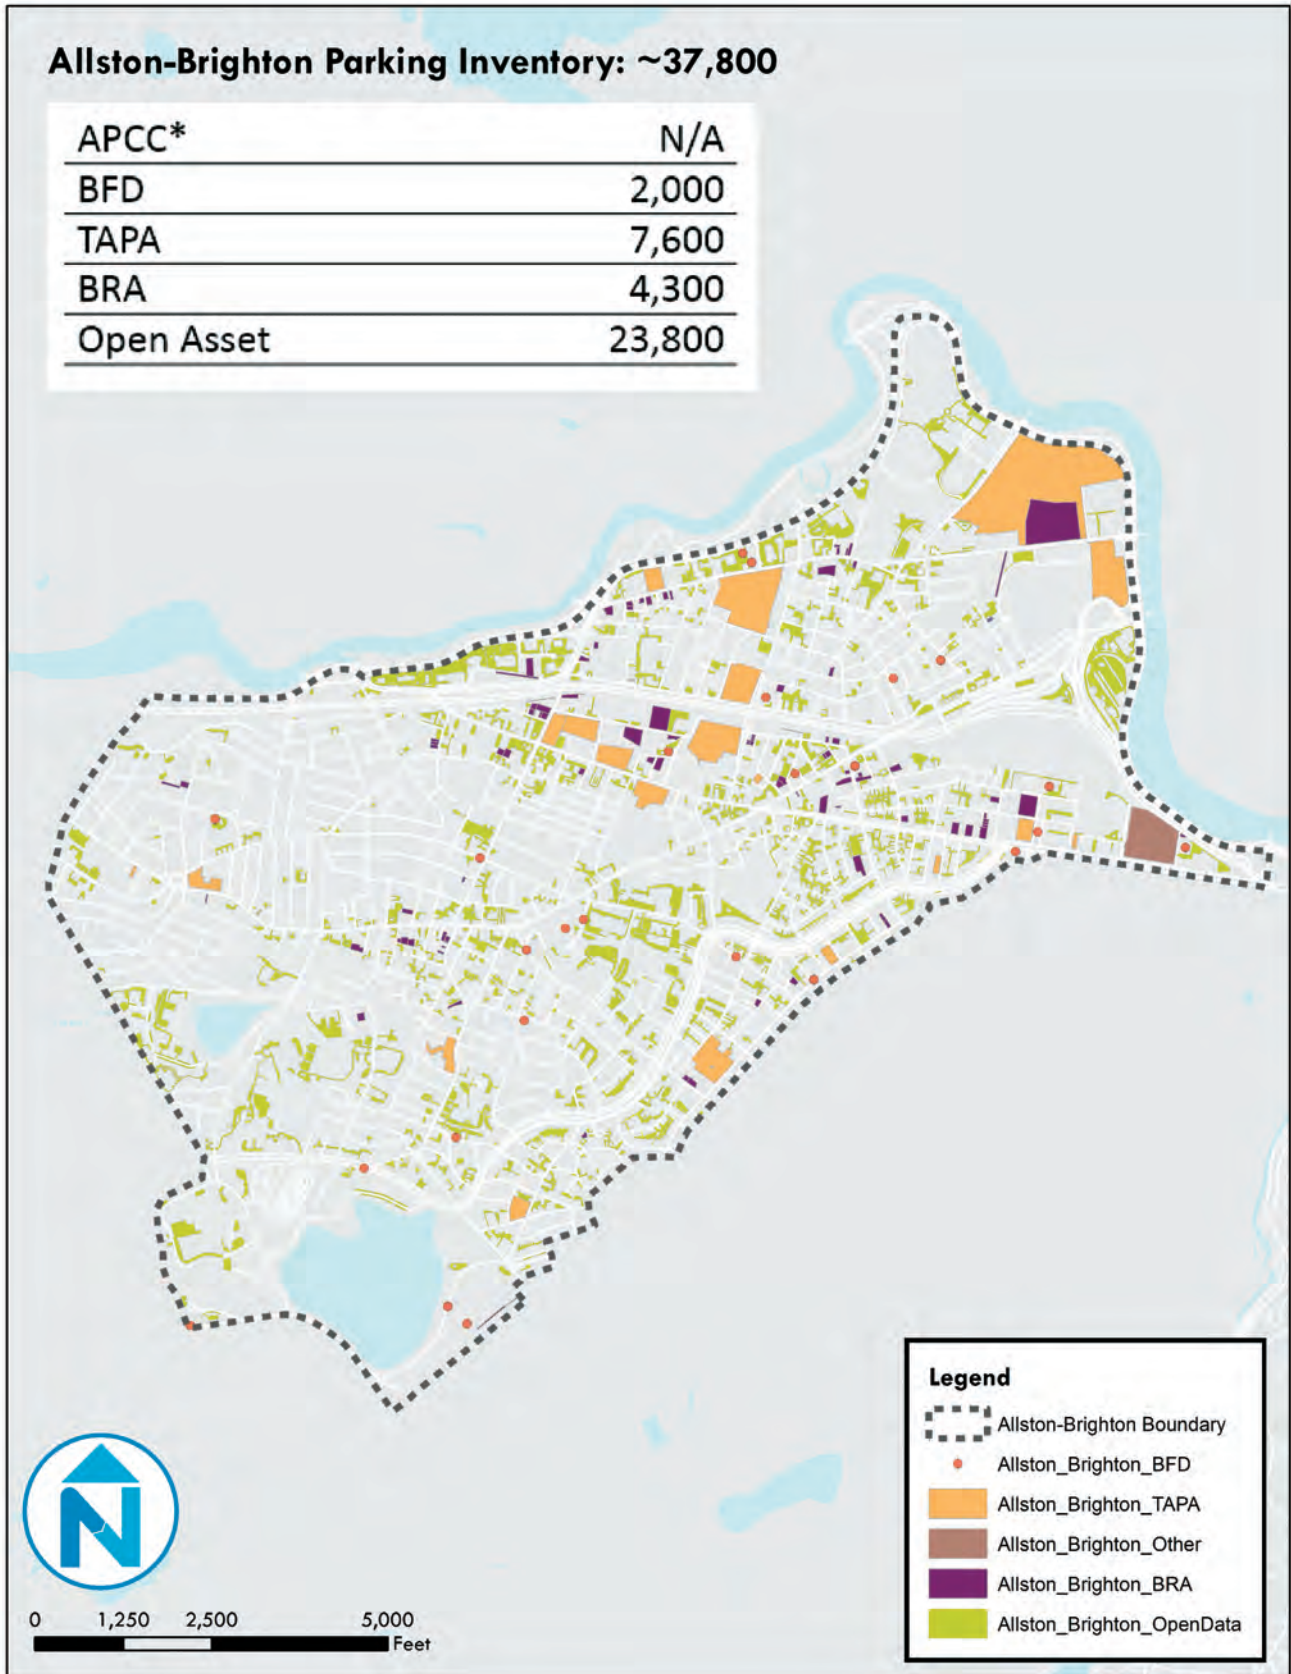 Allston-Brighton Parking Inventory: ~37,800
APCC* N/A
BFD 2,000
TAPA 7,600
BRA 4,300
Open Asset 23,800
Legend
Allston-Brighton Boundary
Allston_Brighton_BFD
Allston_Brighton_TAPA
Allston_Brighton_Other
Allston_Brighton_BRA
Allston_Brighton_OpenData
N
0 1,250 2,500 5,000
Feet